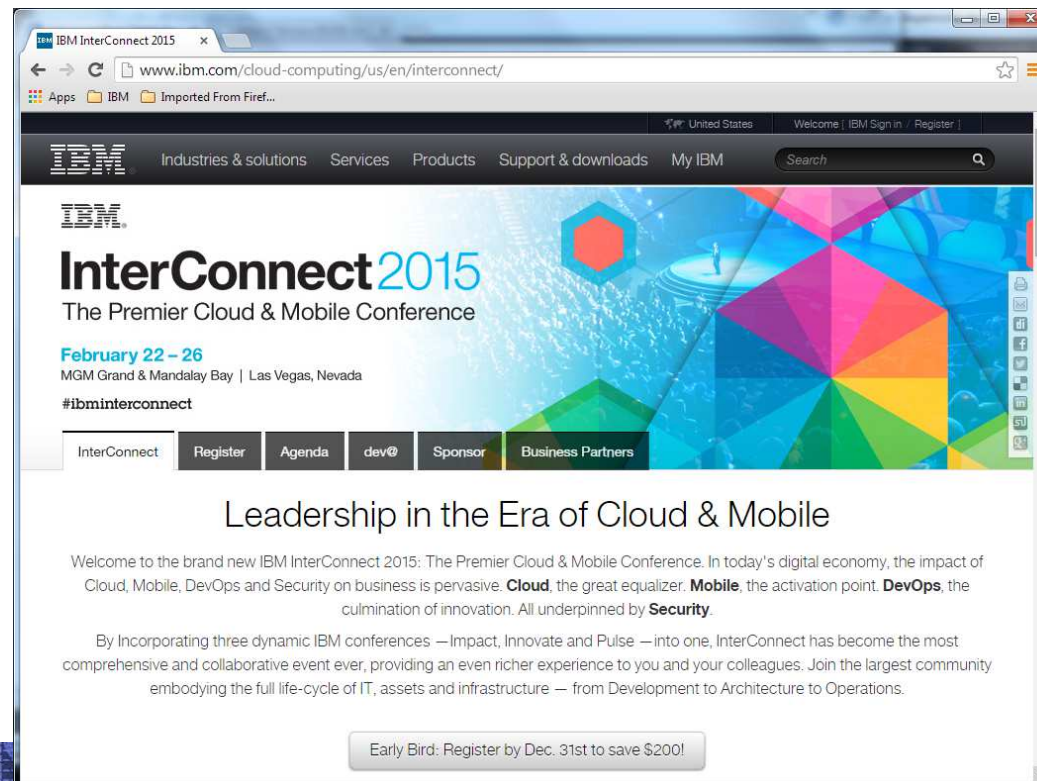 IBM InterConnect 2015
www.ibm.com/cloud-computing/us/en/interconnect/
Apps IBM Imported From Firef...
United States Welcome [ IBM Sign in / Register ]
IBM. Industries & solutions Services Products Support & downloads My IBM Search
IBM.
InterConnect 2015
The Premier Cloud & Mobile Conference
February 22 – 26
MGM Grand & Mandalay Bay | Las Vegas, Nevada
#ibminterconnect
InterConnect Register Agenda dev@ Sponsor Business Partners
Leadership in the Era of Cloud & Mobile
Welcome to the brand new IBM InterConnect 2015: The Premier Cloud & Mobile Conference. In today's digital economy, the impact of
Cloud, Mobile, DevOps and Security on business is pervasive. Cloud, the great equalizer. Mobile, the activation point. DevOps, the
culmination of innovation. All underpinned by Security.
By Incorporating three dynamic IBM conferences —Impact, Innovate and Pulse —into one, InterConnect has become the most
comprehensive and collaborative event ever, providing an even richer experience to you and your colleagues. Join the largest community
embodying the full life-cycle of IT, assets and infrastructure — from Development to Architecture to Operations.
Early Bird: Register by Dec. 31st to save $200!